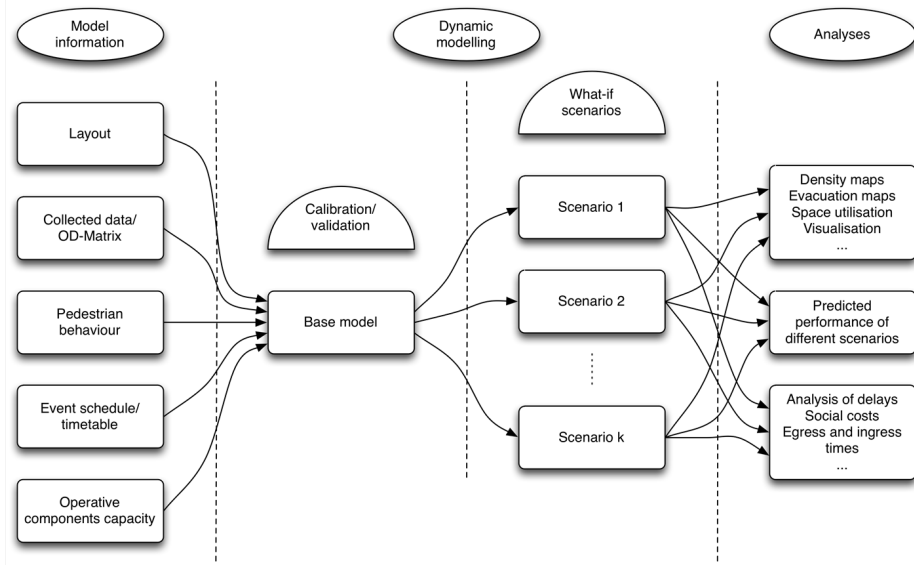 Model
information
Dynamic
modelling
Analyses
What-if
scenarios
Layout
Collected data/
OD-Matrix
Pedestrian
behaviour
Event schedule/
timetable
Operative
components capacity
Calibration/
validation
Base model
Scenario 1
Scenario 2
Scenario k
Density maps
Evacuation maps
Space utilisation
Visualisation
...
Predicted
performance of
different scenarios
Analysis of delays
Social costs
Egress and ingress
times
...